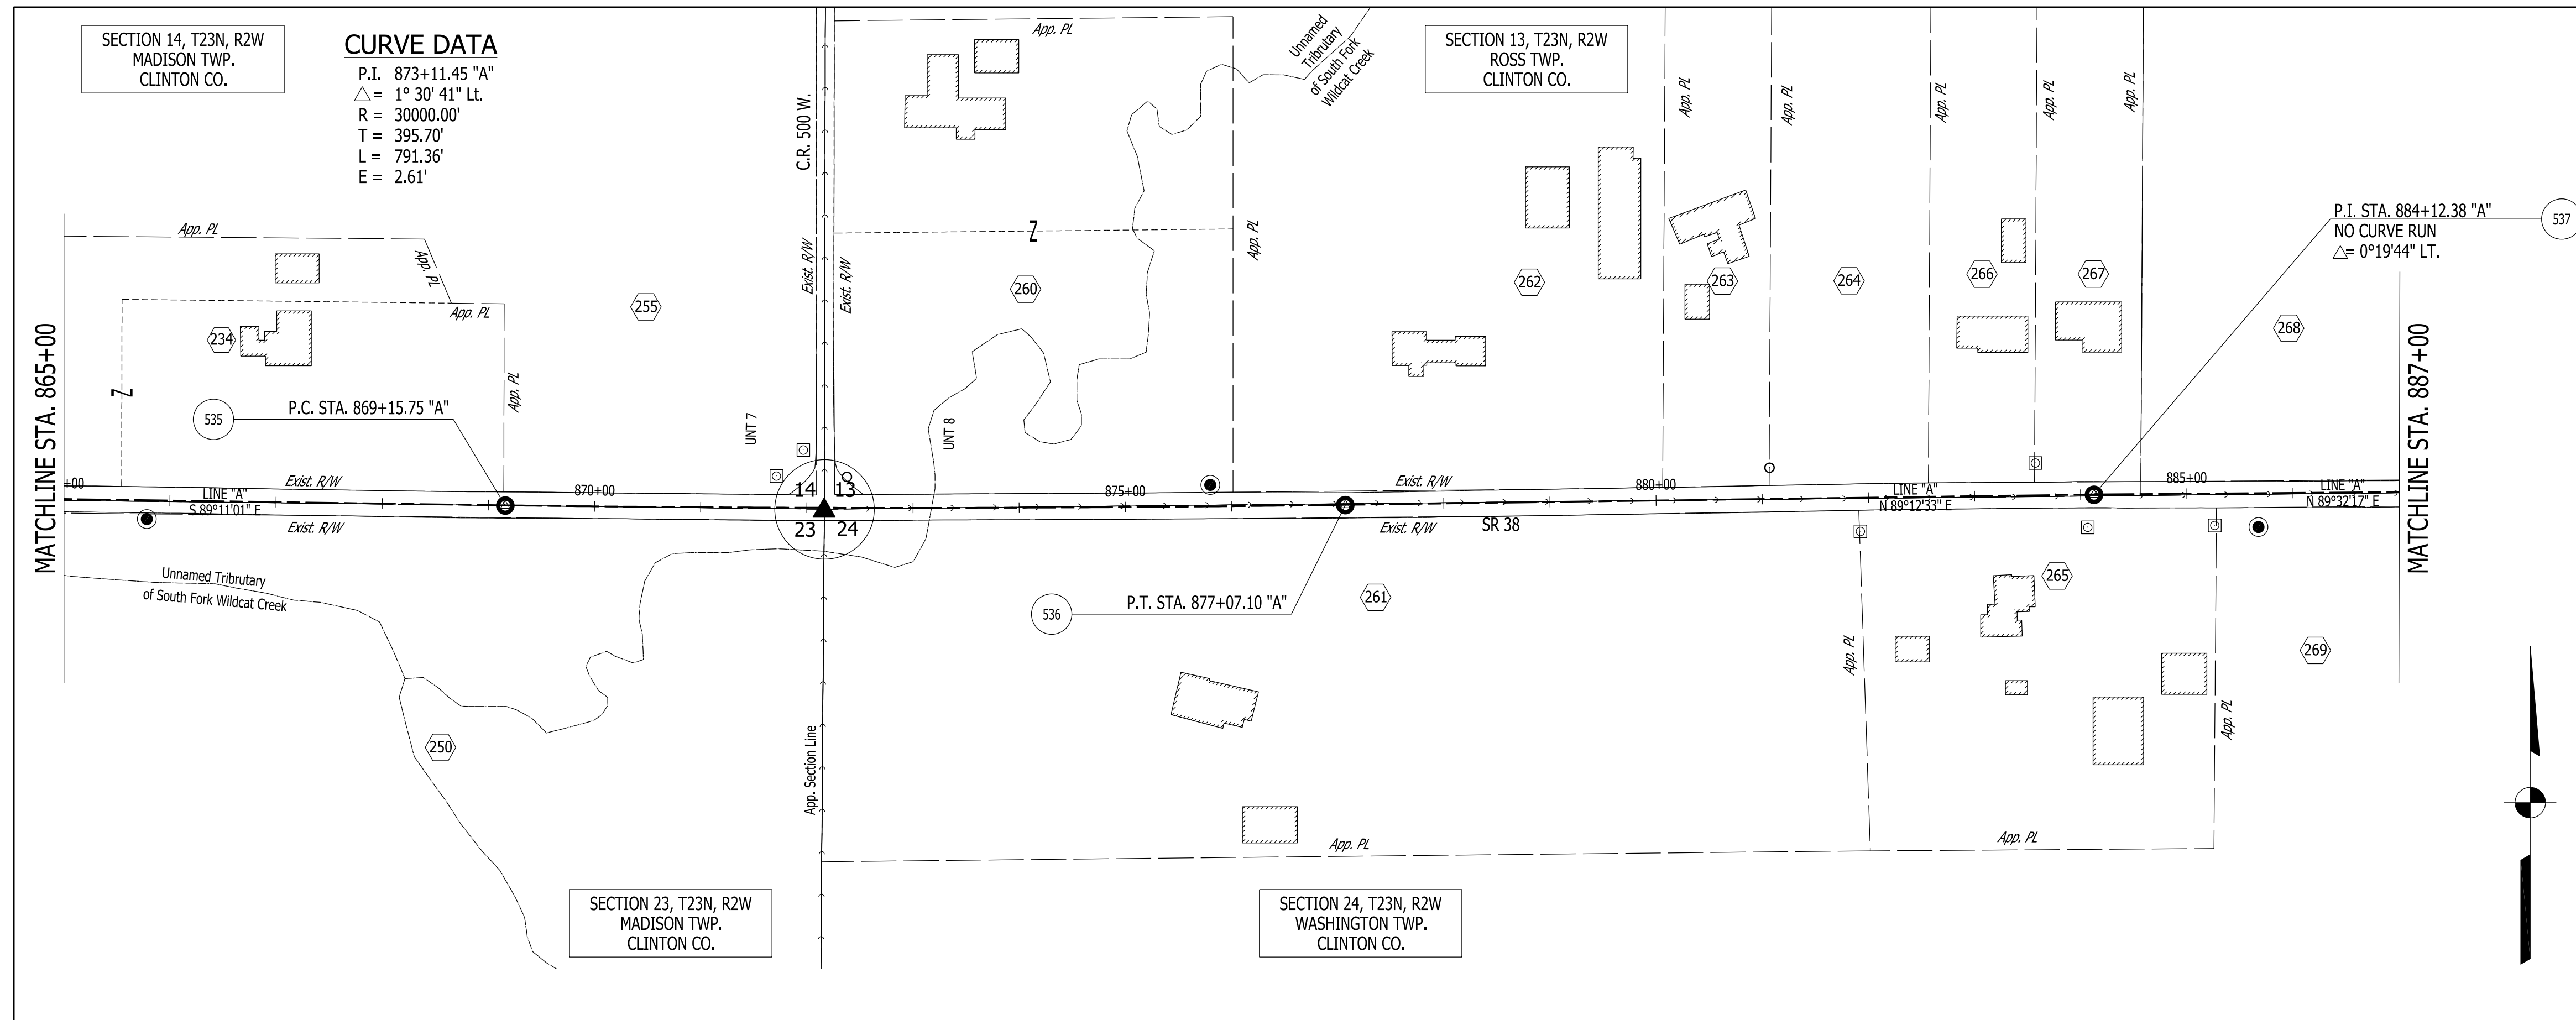 SECTION 14, T23N, R2W
MADISON TWP.
CLINTON CO.
CURVE DATA
P.I. 873+11.45 "A"
△= 1° 30' 41" Lt.
R = 30000.00'
T = 395.70'
L = 791.36'
E = 2.61'
C.R. 500 W.
App. PL
Unnamed
Tributrary
of South Fork
Wildcat Creek
SECTION 13, T23N, R2W
ROSS TWP.
CLINTON CO.
App. PL
App. PL
App. PL
App. PL
App. PL
P.I. STA. 884+12.38 "A"
NO CURVE RUN
△= 0°19'44" LT.
537
App. PL
App. PL
App. PL
App. PL
App. PL
Exist. R/W
Exist. R/W
Z
Z
234
255
260
262
263
264
266
267
268
MATCHLINE STA. 865+00
MATCHLINE STA. 887+00
535
P.C. STA. 869+15.75 "A"
UNT 7
UNT 8
+00
LINE "A"
S 89°11'01" E
Exist. R/W
Exist. R/W
870+00
14
13
23
24
875+00
Exist. R/W
Exist. R/W
SR 38
880+00
LINE "A"
N 89°12'33" E
885+00
LINE "A"
N 89°32'17" E
Unnamed Tributrary
of South Fork Wildcat Creek
536
P.T. STA. 877+07.10 "A"
261
265
269
250
App. PL
App. PL
App. Section Line
App. PL
App. PL
SECTION 23, T23N, R2W
MADISON TWP.
CLINTON CO.
SECTION 24, T23N, R2W
WASHINGTON TWP.
CLINTON CO.